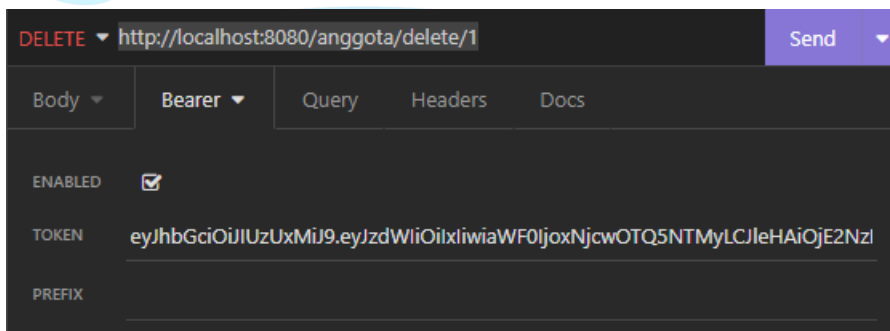 DELETE http://localhost:8080/anggota/delete/1 Send
Body Bearer Query Headers Docs
ENABLED
TOKEN eyJhbGciOiJIUzUxMiJ9.eyJzdWIiOiIxIiwiaWF0IjoxNjcwOTQ5NTMyLCJleHAiOjE2NzI
PREFIX